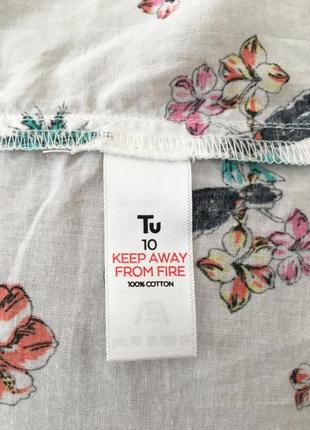 Tu
10
KEEP AWAY
FROM FIRE
100% COTTON